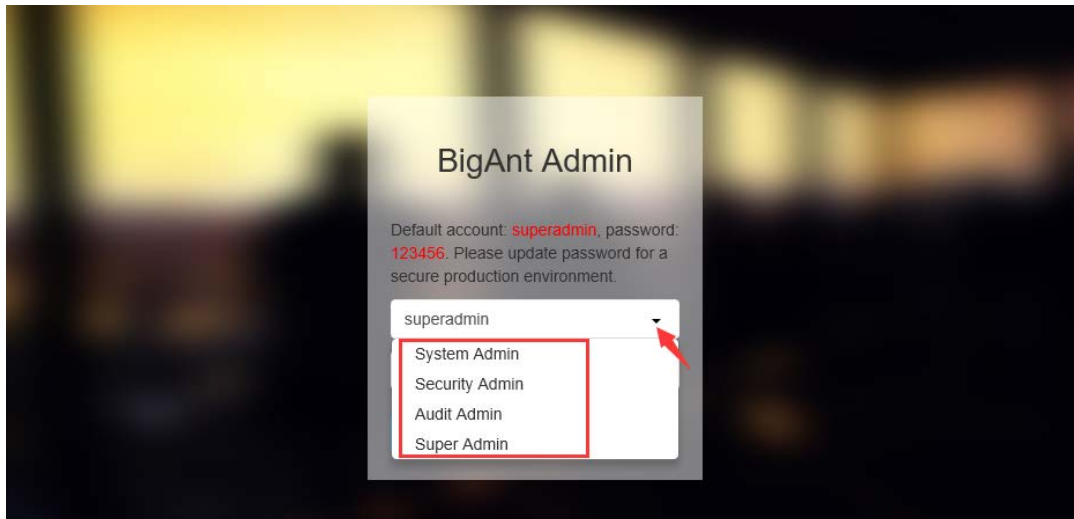 BigAnt Admin
Default account: superadmin, password:
123456. Please update password for a
secure production environment.
superadmin
System Admin
Security Admin
Audit Admin
Super Admin